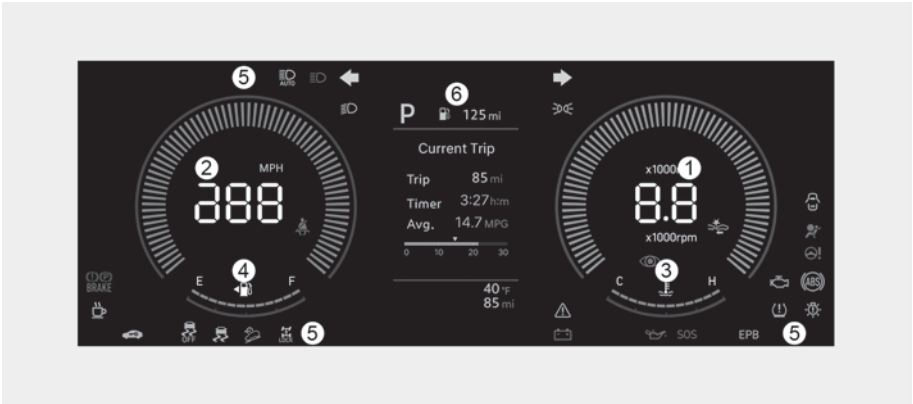 5 AUTO
6
P 125 mi
2 MPH
288
Current Trip
Trip 85 mi
Timer 3:27 h:m
Avg. 14.7 MPG
0 10 20 30
x1000r 1
8.8
x1000rpm
E 4 F
C 3 H
BRAKE
ABS
40 °F
85 mi
OFF
LOCK
5
SOS
EPB
5